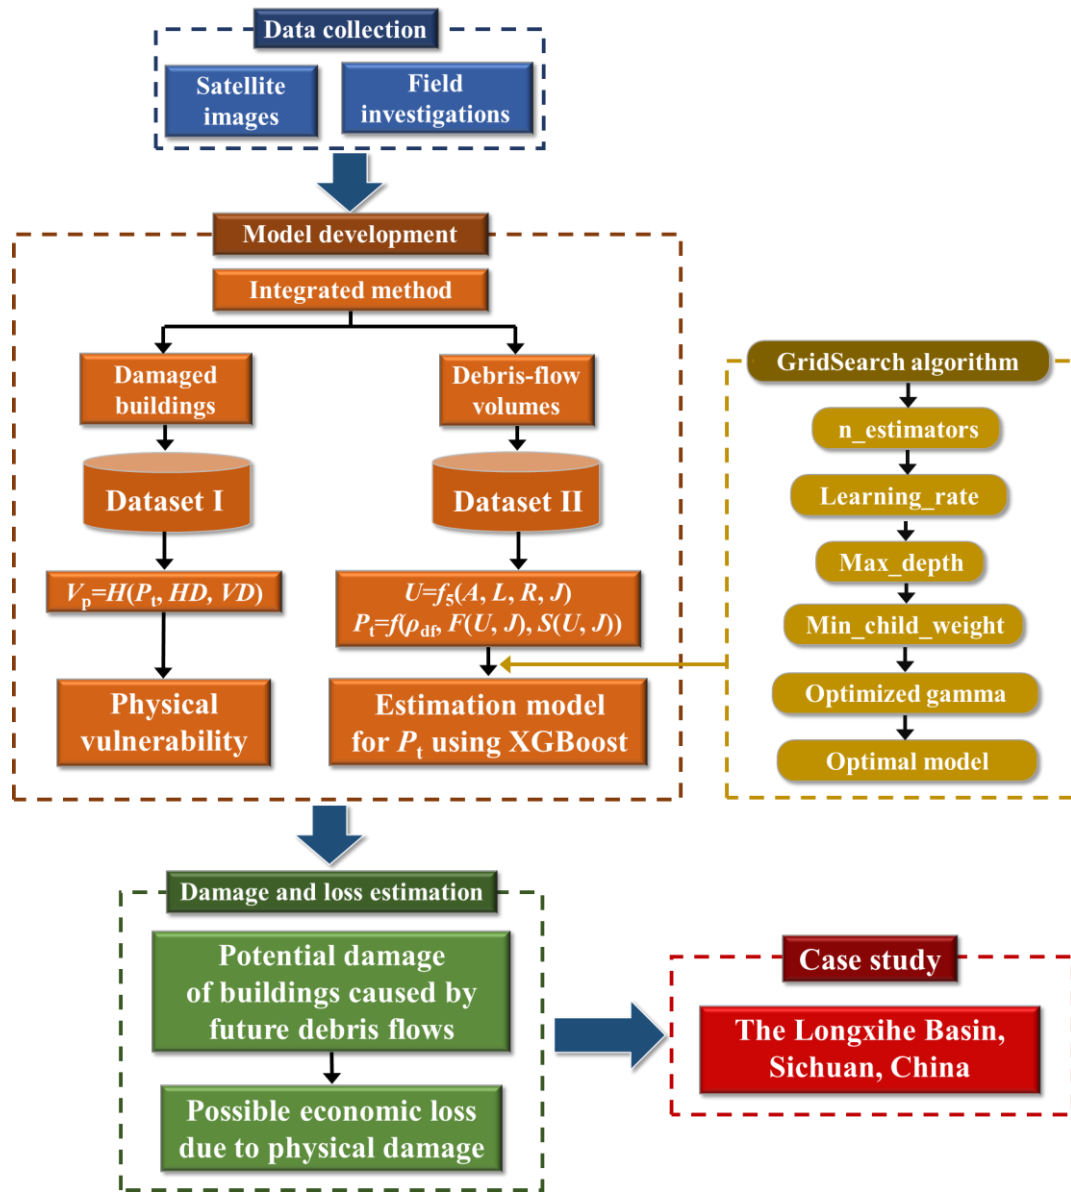 Data collection
Satellite
images
Field
investigations
Model development
Integrated method
Damaged
buildings
Debris-flow
volumes
Dataset I
Dataset II
Vₚ=H(Pₜ, HD, VD)
U=f₅(A, L, R, J)
Pₜ=f(ρ_df, F(U, J), S(U, J))
Physical
vulnerability
Estimation model
for Pₜ using XGBoost
GridSearch algorithm
n_estimators
Learning_rate
Max_depth
Min_child_weight
Optimized gamma
Optimal model
Damage and loss estimation
Potential damage
of buildings caused by
future debris flows
Possible economic loss
due to physical damage
Case study
The Longxihe Basin,
Sichuan, China